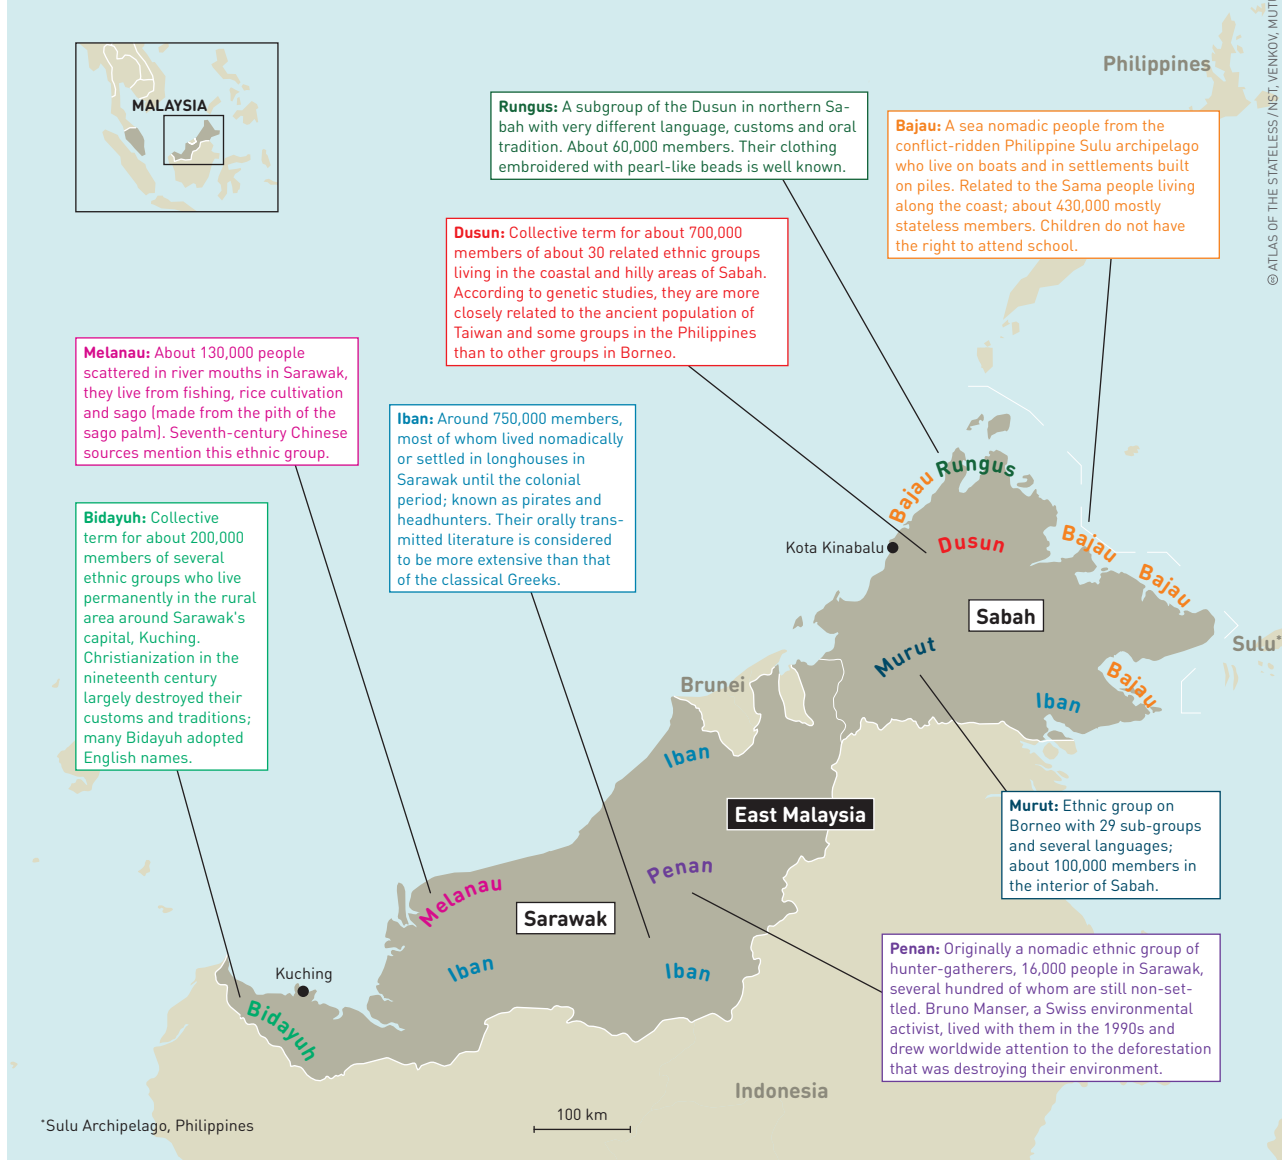 MALAYSIA
Philippines
© ATLAS OF THE STATELESS / NST, VENKOV,
Rungus: A subgroup of the Dusun in northern Sa-
bah with very different language, customs and oral
tradition. About 60,000 members. Their clothing
embroidered with pearl-like beads is well known.
Bajau: A sea nomadic people from the
conflict-ridden Philippine Sulu archipelago
who live on boats and in settlements built
on piles. Related to the Sama people living
along the coast; about 430,000 mostly
stateless members. Children do not have
the right to attend school.
Dusun: Collective term for about 700,000
members of about 30 related ethnic groups
living in the coastal and hilly areas of Sabah.
According to genetic studies, they are more
closely related to the ancient population of
Taiwan and some groups in the Philippines
than to other groups in Borneo.
Melanau: About 130,000 people
scattered in river mouths in Sarawak,
they live from fishing, rice cultivation
and sago (made from the pith of the
sago palm). Seventh-century Chinese
sources mention this ethnic group.
Iban: Around 750,000 members,
most of whom lived nomadically
or settled in longhouses in
Sarawak until the colonial
period; known as pirates and
headhunters. Their orally trans-
mitted literature is considered
to be more extensive than that
of the classical Greeks.
Bidayuh: Collective
term for about 200,000
members of several
ethnic groups who live
permanently in the rural
area around Sarawak's
capital, Kuching.
Christianization in the
nineteenth century
largely destroyed their
customs and traditions;
many Bidayuh adopted
English names.
Rungus
Bajau
Kota Kinabalu
Dusun
Bajau
Bajau
Sabah
Sulu*
Murut
Bajau
Brunei
Iban
Iban
East Malaysia
Murut: Ethnic group on
Borneo with 29 sub-groups
and several languages;
about 100,000 members in
the interior of Sabah.
Penan
Melanau
Sarawak
Iban
Iban
Kuching
Bidayuh
Penan: Originally a nomadic ethnic group of
hunter-gatherers, 16,000 people in Sarawak,
several hundred of whom are still non-set-
tled. Bruno Manser, a Swiss environmental
activist, lived with them in the 1990s and
drew worldwide attention to the deforestation
that was destroying their environment.
Indonesia
100 km
*Sulu Archipelago, Philippines